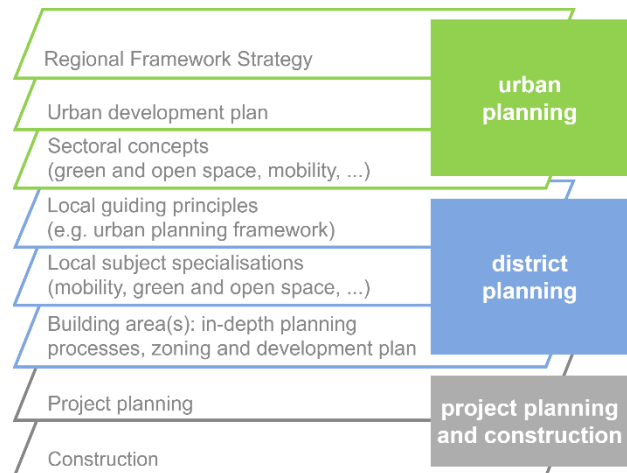 Regional Framework Strategy
Urban development plan
Sectoral concepts
(green and open space, mobility, ...)
urban
planning
Local guiding principles
(e.g. urban planning framework)
Local subject specialisations
(mobility, green and open space, ...)
Building area(s): in-depth planning
processes, zoning and development plan
district
planning
Project planning
Construction
project planning
and construction